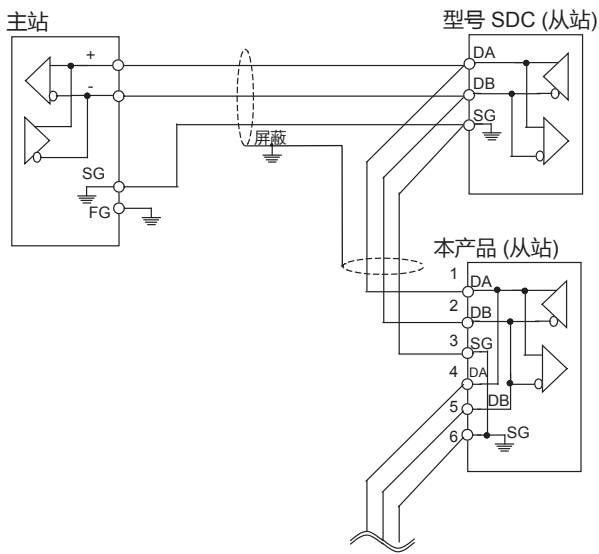 主站
+
-
SG
FG
屏蔽
型号 SDC (从站)
DA
DB
SG
本产品 (从站)
1 DA
2 DB
3 SG
4 DA
5 DB
6 SG